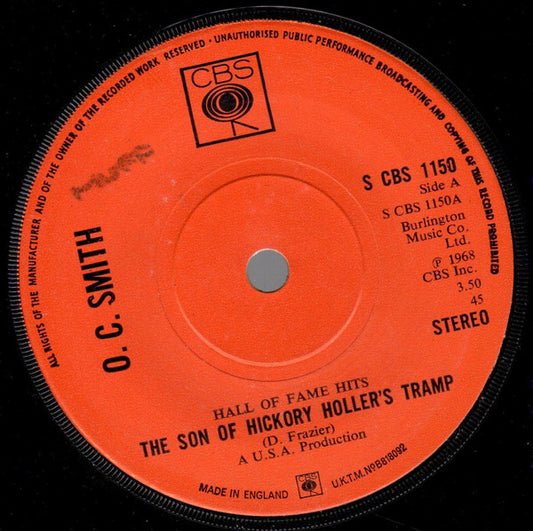 ALL RIGHTS OF THE MANUFACTURER AND OF THE OWNER OF THE RECORDED WORK RESERVED · UNAUTHORISED PUBLIC PERFORMANCE BROADCASTING AND COPYING OF THIS RECORD PROHIBITED
CBS
S CBS 1150
Side A
S CBS 1150A
Burlington
Music Co.
Ltd.
℗ 1968
CBS Inc.
3.50
45
STEREO
O. C. SMITH
HALL OF FAME HITS
THE SON OF HICKORY HOLLER'S TRAMP
(D. Frazier)
A U.S.A. Production
MADE IN ENGLAND
CBS
U.K.T.M. No B818092